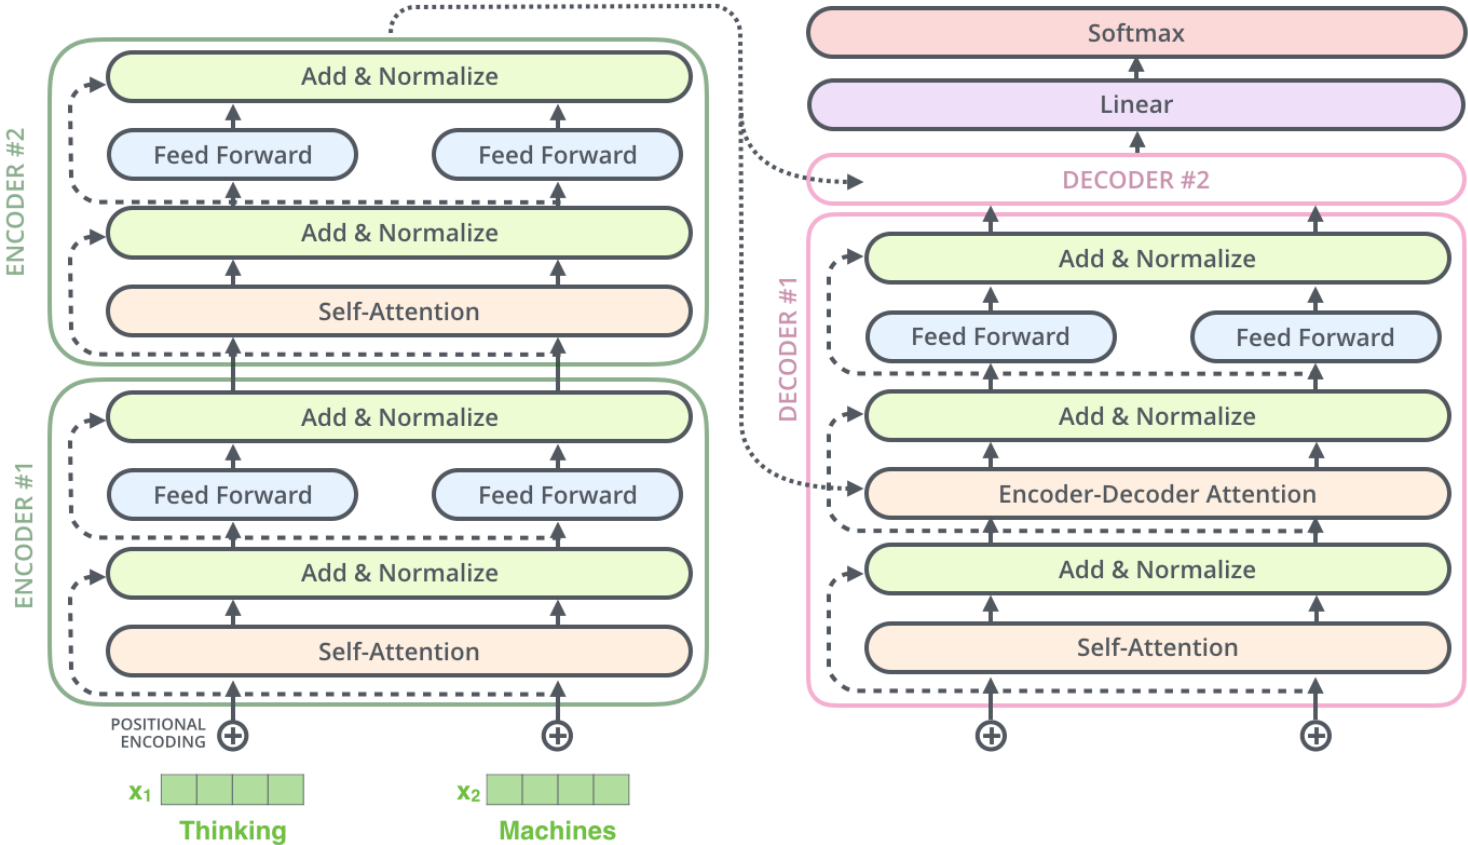 ENCODER #2
Add & Normalize
Feed Forward
Feed Forward
Add & Normalize
Self-Attention
ENCODER #1
Add & Normalize
Feed Forward
Feed Forward
Add & Normalize
Self-Attention
POSITIONAL
ENCODING
x1
x2
Thinking
Machines
Softmax
Linear
DECODER #2
DECODER #1
Add & Normalize
Feed Forward
Feed Forward
Add & Normalize
Encoder-Decoder Attention
Add & Normalize
Self-Attention